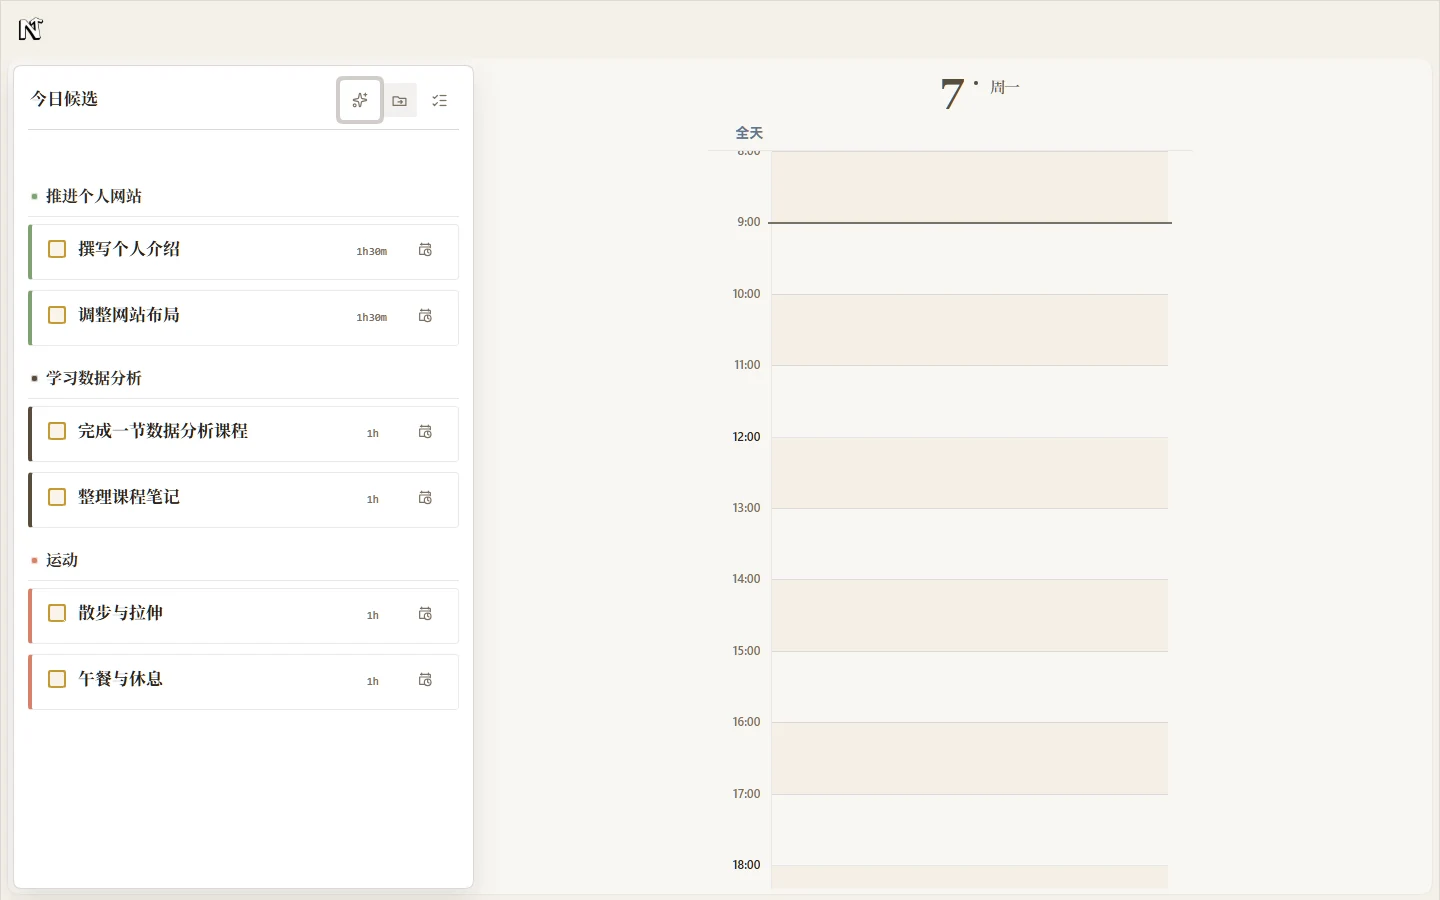 今日候选
推进个人网站
撰写个人介绍 1h30m
调整网站布局 1h30m
学习数据分析
完成一节数据分析课程 1h
整理课程笔记 1h
运动
散步与拉伸 1h
午餐与休息 1h
7 周一
全天
8:00
9:00
10:00
11:00
12:00
13:00
14:00
15:00
16:00
17:00
18:00